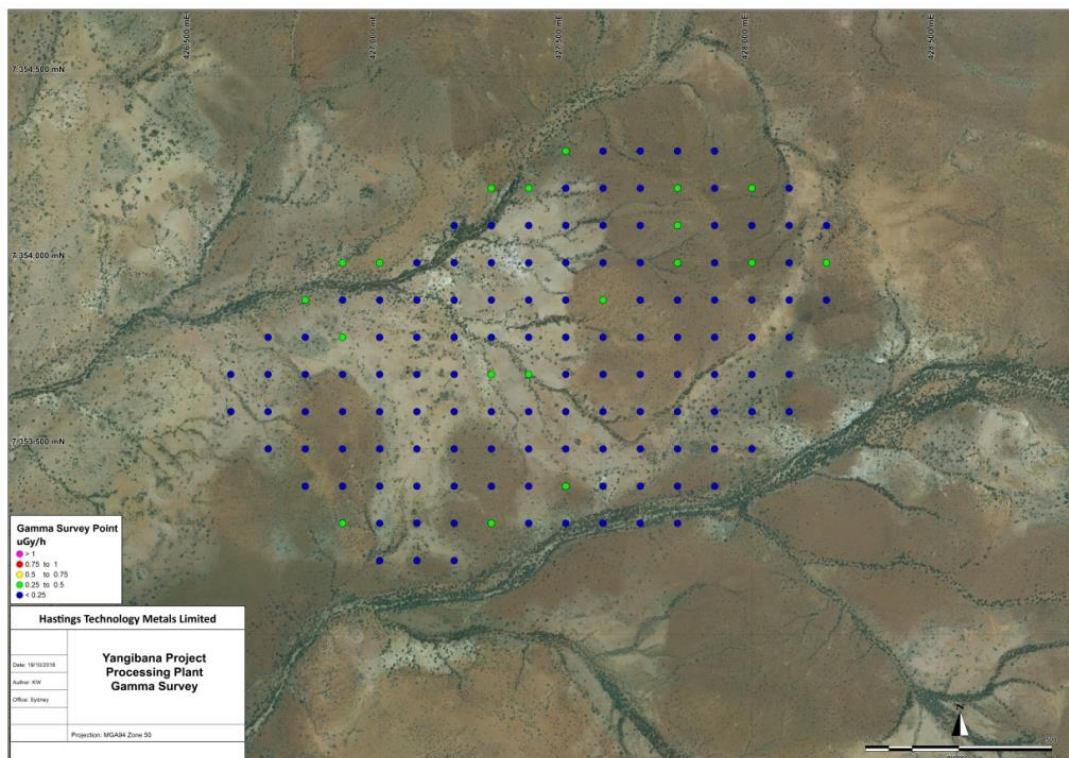 426 500 mE
427 000 mE
427 500 mE
428 000 mE
428 500 mE
7 354 500 mN
7 354 000 mN
7 353 500 mN
Gamma Survey Point
uGy/h
> 1
0.75 to 1
0.5 to 0.75
0.25 to 0.5
< 0.25
Hastings Technology Metals Limited
Yangibana Project
Processing Plant
Gamma Survey
Date: 19/10/2016
Author: KW
Office: Sydney
Projection: MGA94 Zone 50
N